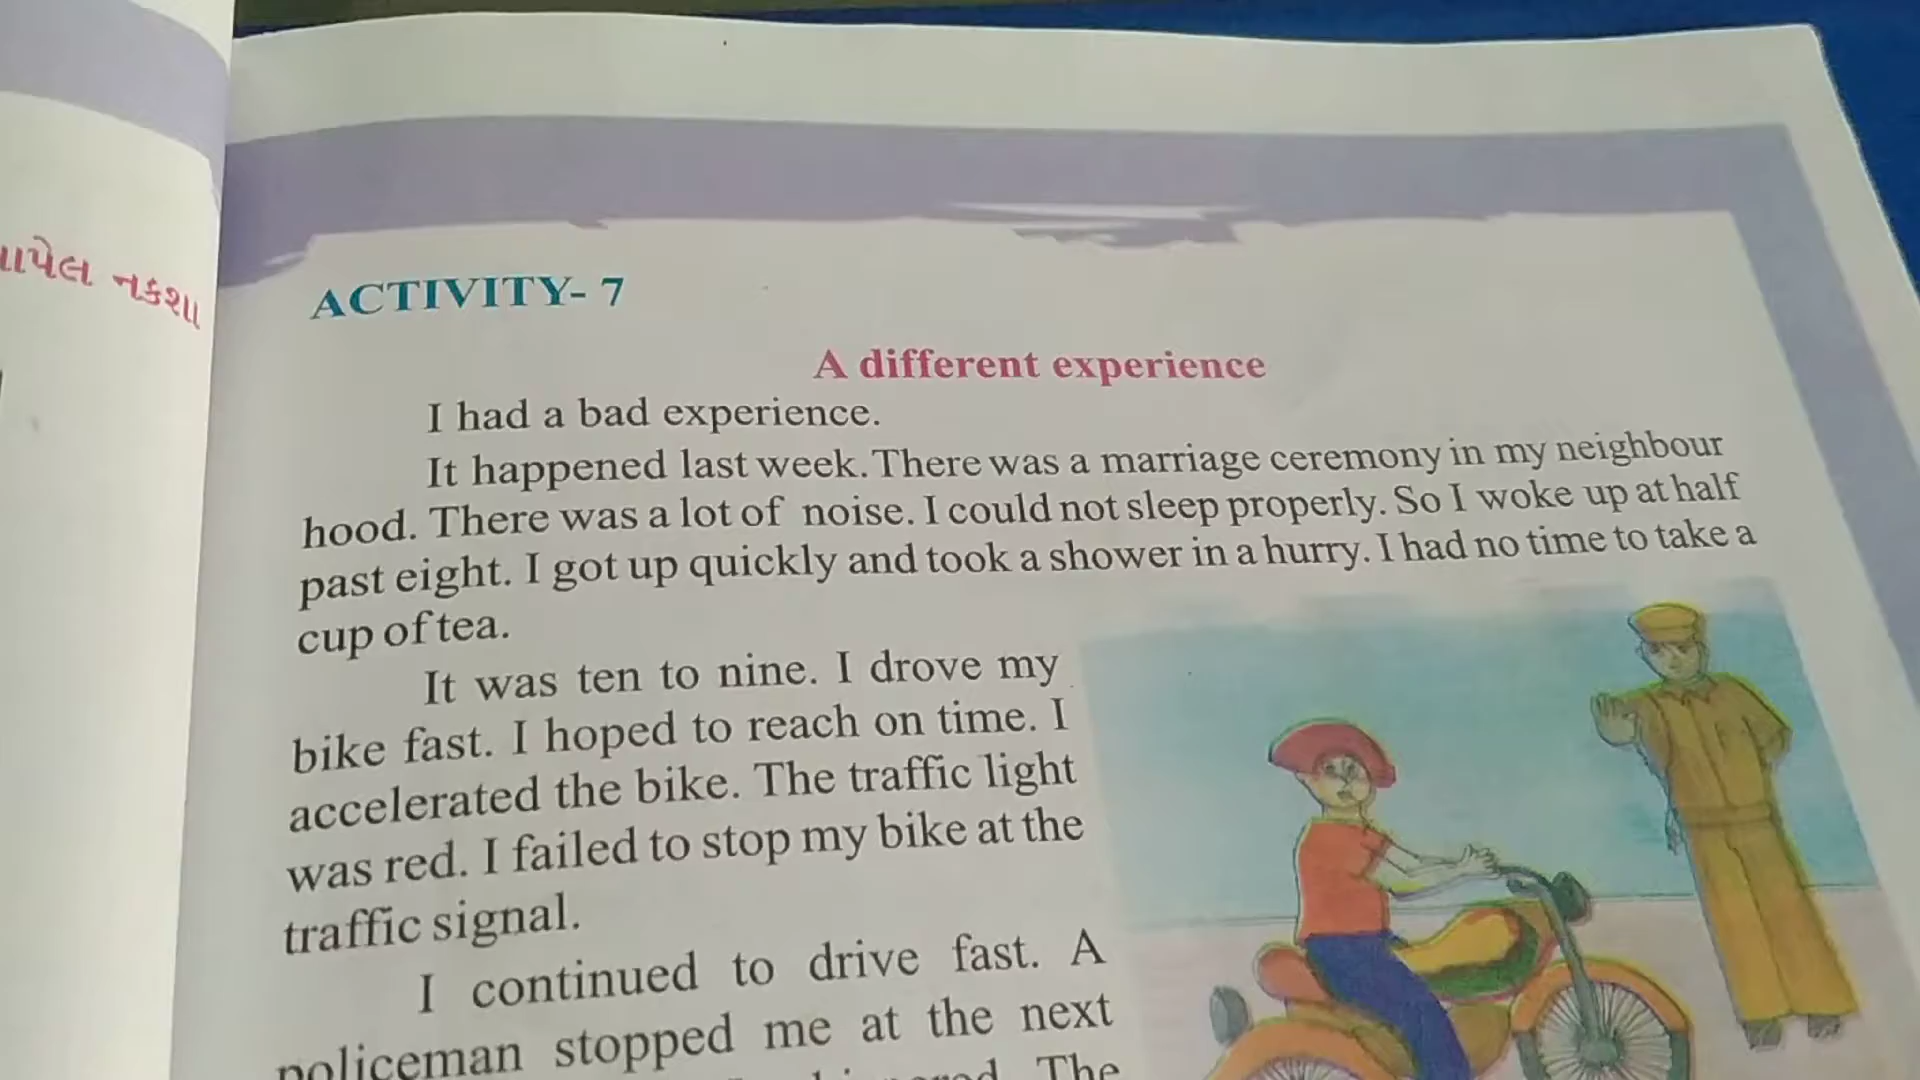 નકશા
ACTIVITY- 7
A different experience
I had a bad experience.
It happened last week. There was a marriage ceremony in my neighbour
hood. There was a lot of noise. I could not sleep properly. So I woke up at half
past eight. I got up quickly and took a shower in a hurry. I had no time to take a
cup of tea.
It was ten to nine. I drove my
bike fast. I hoped to reach on time. I
accelerated the bike. The traffic light
was red. I failed to stop my bike at the
traffic signal.
I continued to drive fast. A
policeman stopped me at the next
The